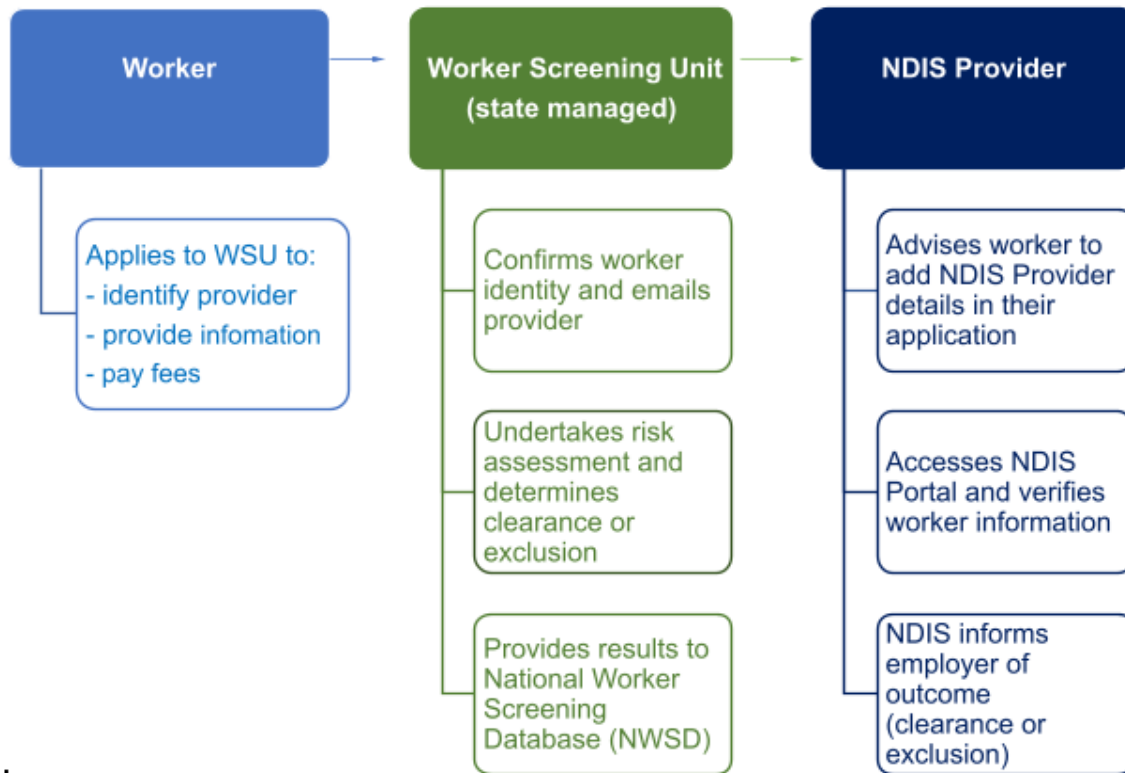 Worker
Applies to WSU to:
- identify provider
- provide infomation
- pay fees
Worker Screening Unit
(state managed)
Confirms worker
identity and emails
provider
Undertakes risk
assessment and
determines
clearance or
exclusion
Provides results to
National Worker
Screening
Database (NWSD)
NDIS Provider
Advises worker to
add NDIS Provider
details in their
application
Accesses NDIS
Portal and verifies
worker information
NDIS informs
employer of
outcome
(clearance or
exclusion)
.